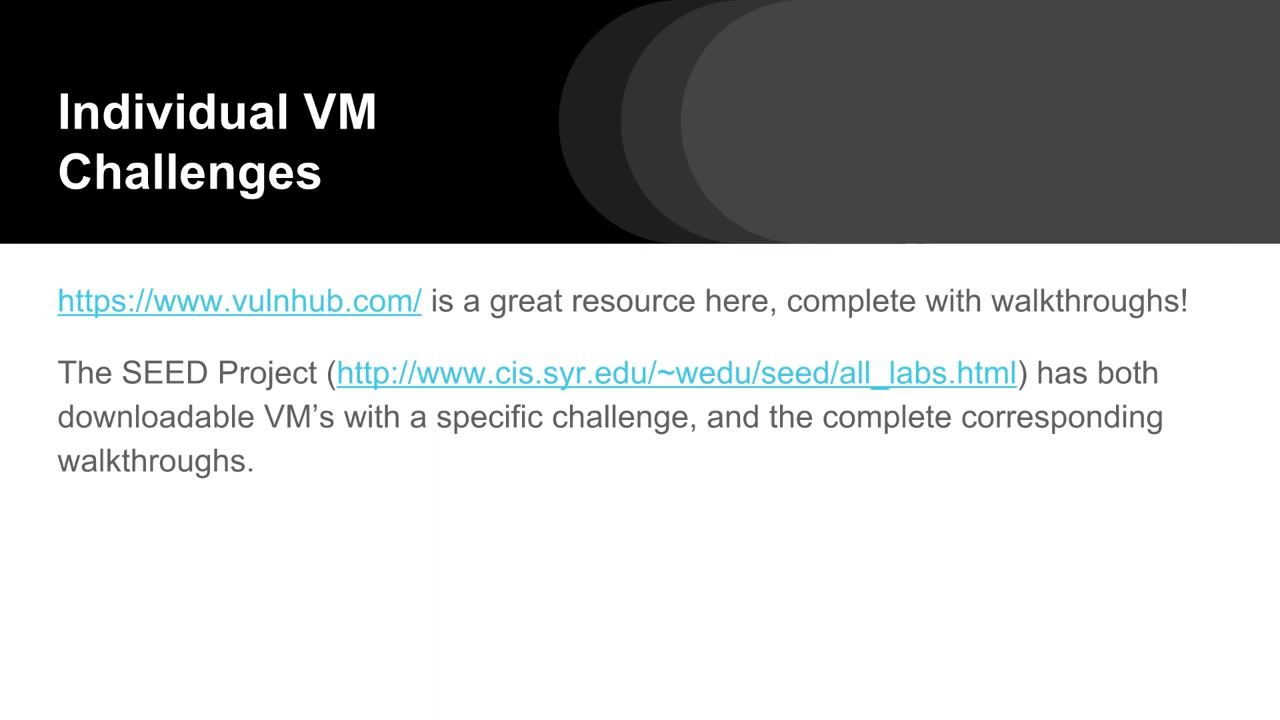 Individual VM
Challenges
https://www.vulnhub.com/ is a great resource here, complete with walkthroughs!
The SEED Project (http://www.cis.syr.edu/~wedu/seed/all_labs.html) has both
downloadable VM’s with a specific challenge, and the complete corresponding
walkthroughs.